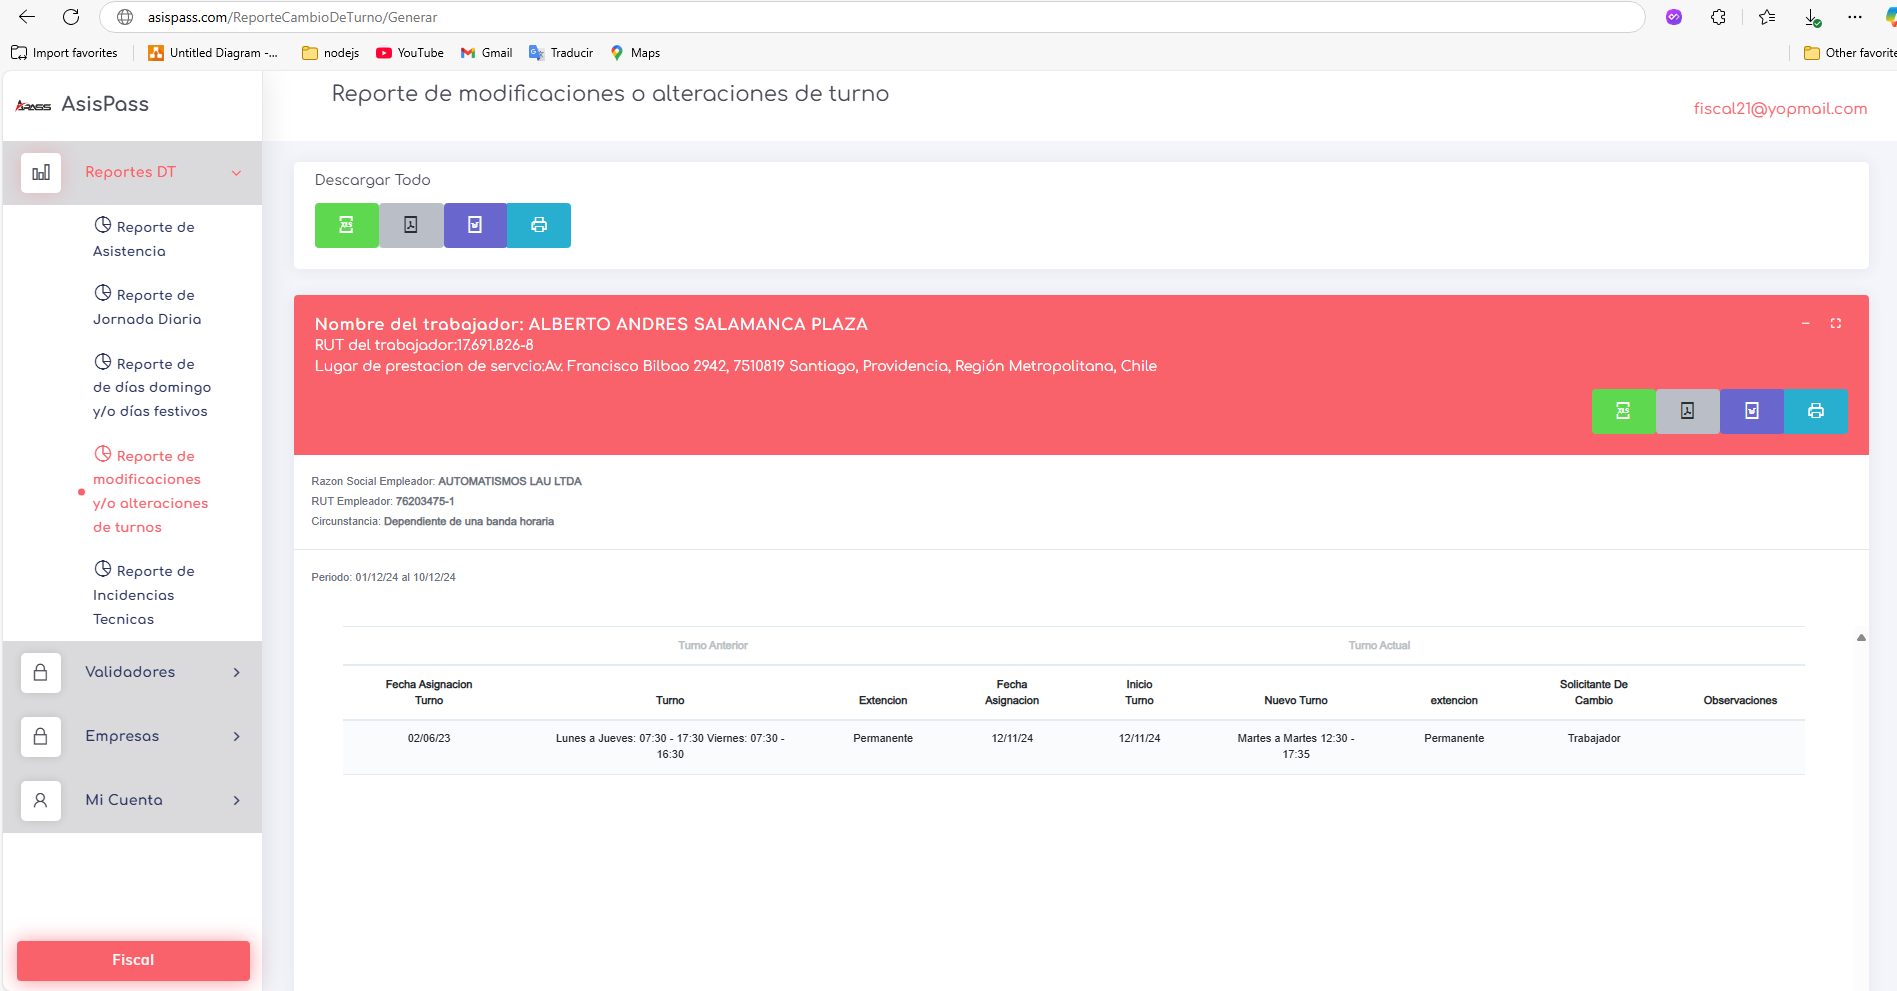 asispass.com/ReporteCambioDeTurno/Generar
Import favorites
Untitled Diagram -...
nodejs
YouTube
Gmail
Traducir
Maps
Other favorite
APASS AsisPass
Reporte de modificaciones o alteraciones de turno
fiscal21@yopmail.com
Reportes DT
Reporte de
Asistencia
Reporte de
Jornada Diaria
Reporte de
de días domingo
y/o días festivos
Reporte de
modificaciones
y/o alteraciones
de turnos
Reporte de
Incidencias
Tecnicas
Validadores
Empresas
Mi Cuenta
Fiscal
Descargar Todo
XLS
Nombre del trabajador: ALBERTO ANDRES SALAMANCA PLAZA
RUT del trabajador:17.691.826-8
Lugar de prestacion de servcio:Av. Francisco Bilbao 2942, 7510819 Santiago, Providencia, Región Metropolitana, Chile
XLS
Razon Social Empleador: AUTOMATISMOS LAU LTDA
RUT Empleador: 76203475-1
Circunstancia: Dependiente de una banda horaria
Periodo: 01/12/24 al 10/12/24
Turno Anterior
Turno Actual
Fecha Asignacion
Turno
Turno
Extencion
Fecha
Asignacion
Inicio
Turno
Nuevo Turno
extencion
Solicitante De
Cambio
Observaciones
02/06/23
Lunes a Jueves: 07:30 - 17:30 Viernes: 07:30 -
16:30
Permanente
12/11/24
12/11/24
Martes a Martes 12:30 -
17:35
Permanente
Trabajador